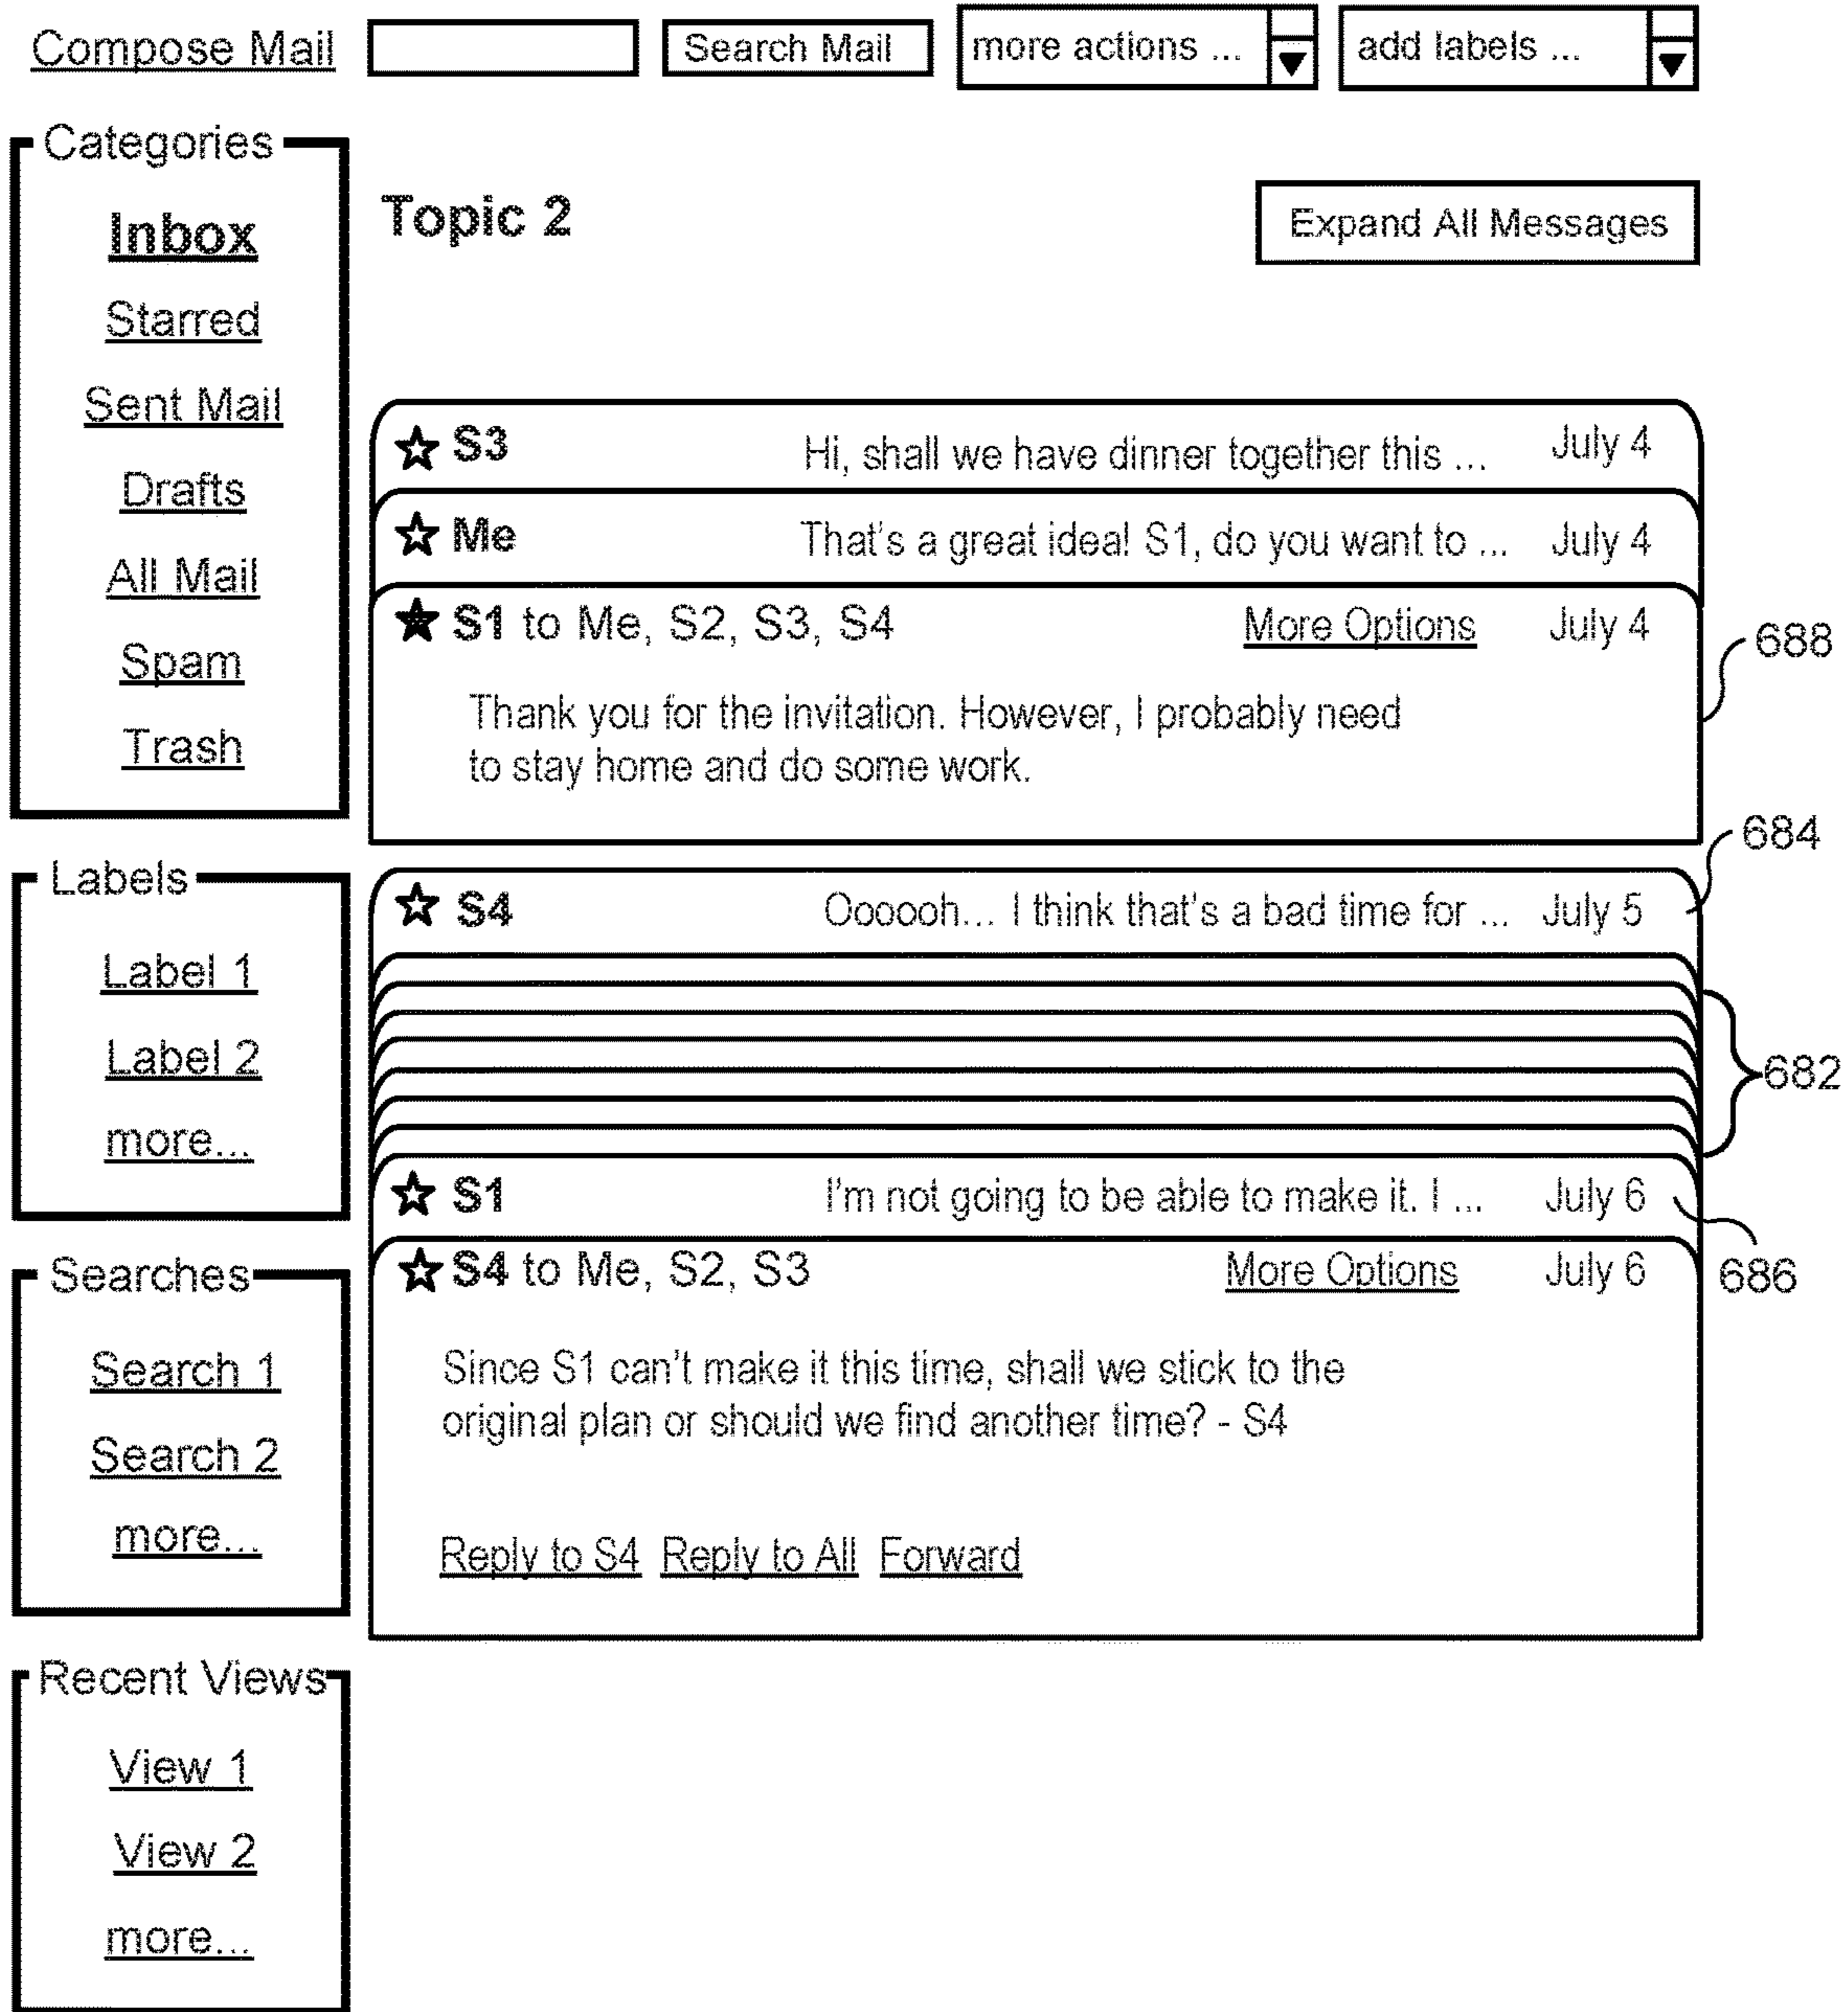 Compose Mail
Search Mail
more actions ...
add labels ...
Categories
Inbox
Starred
Sent Mail
Drafts
All Mail
Spam
Trash
Labels
Label 1
Label 2
more...
Searches
Search 1
Search 2
more...
Recent Views
View 1
View 2
more...
Topic 2
Expand All Messages
S3 Hi, shall we have dinner together this ... July 4
Me That's a great idea! S1, do you want to ... July 4
S1 to Me, S2, S3, S4 More Options July 4
688
Thank you for the invitation. However, I probably need
to stay home and do some work.
684
S4 Oooooh... I think that's a bad time for ... July 5
682
S1 I'm not going to be able to make it. I ... July 6
686
S4 to Me, S2, S3 More Options July 6
Since S1 can't make it this time, shall we stick to the
original plan or should we find another time? - S4
Reply to S4 Reply to All Forward